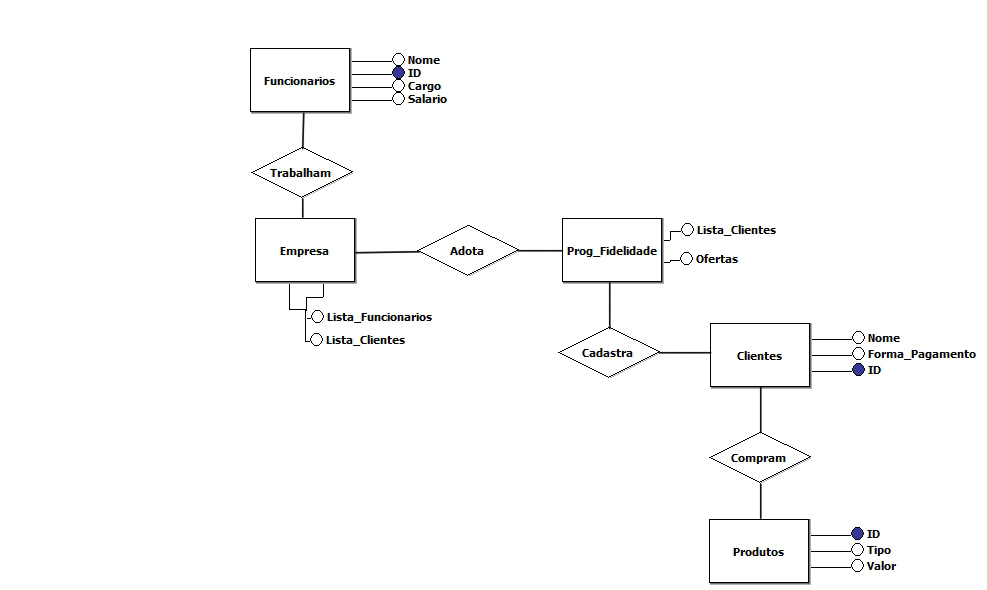 Nome
ID
Funcionarios
Cargo
Salario
Trabalham
Empresa
Adota
Prog_Fidelidade
Lista_Clientes
Ofertas
Lista_Funcionarios
Lista_Clientes
Cadastra
Clientes
Nome
Forma_Pagamento
ID
Compram
Produtos
ID
Tipo
Valor